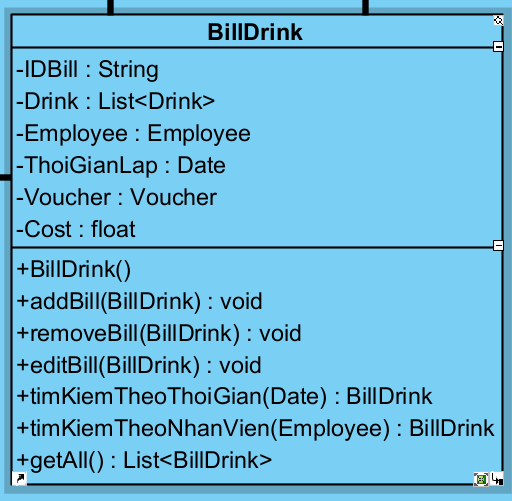 BillDrink
-IDBill : String
-Drink : List<Drink>
-Employee : Employee
-ThoiGianLap : Date
-Voucher : Voucher
-Cost : float
+BillDrink()
+addBill(BillDrink) : void
+removeBill(BillDrink) : void
+editBill(BillDrink) : void
+timKiemTheoThoiGian(Date) : BillDrink
+timKiemTheoNhanVien(Employee) : BillDrink
+getAll() : List<BillDrink>